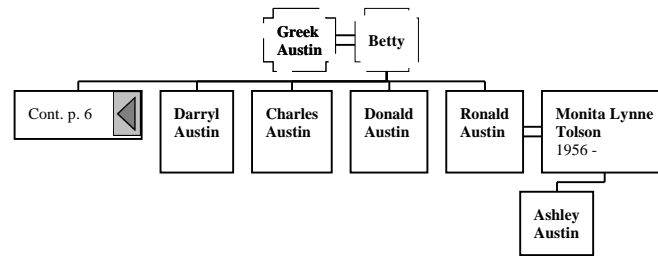 Greek
Austin
Betty
Cont. p. 6
Darryl
Austin
Charles
Austin
Donald
Austin
Ronald
Austin
Monita Lynne
Tolson
1956 -
Ashley
Austin